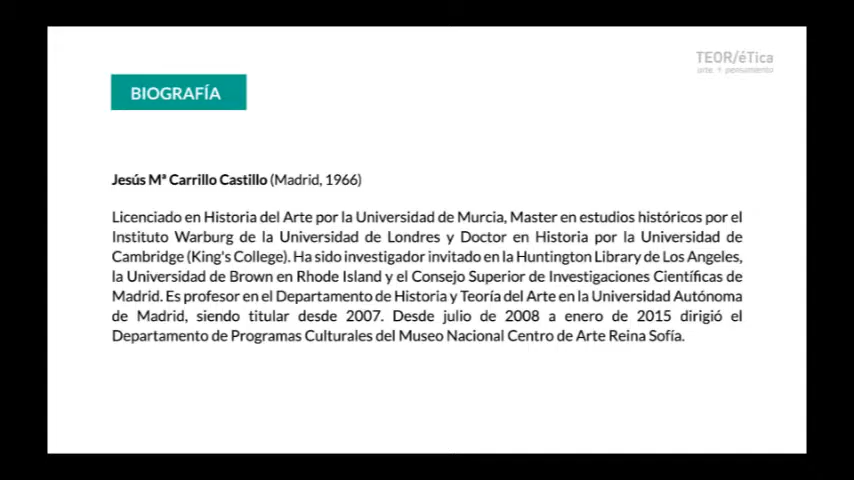 TEOR/éTica
arte + pensamiento
BIOGRAFÍA
Jesús Mª Carrillo Castillo (Madrid, 1966)
Licenciado en Historia del Arte por la Universidad de Murcia, Master en estudios históricos por el
Instituto Warburg de la Universidad de Londres y Doctor en Historia por la Universidad de
Cambridge (King's College). Ha sido investigador invitado en la Huntington Library de Los Angeles,
la Universidad de Brown en Rhode Island y el Consejo Superior de Investigaciones Científicas de
Madrid. Es profesor en el Departamento de Historia y Teoría del Arte en la Universidad Autónoma
de Madrid, siendo titular desde 2007. Desde julio de 2008 a enero de 2015 dirigió el
Departamento de Programas Culturales del Museo Nacional Centro de Arte Reina Sofía.